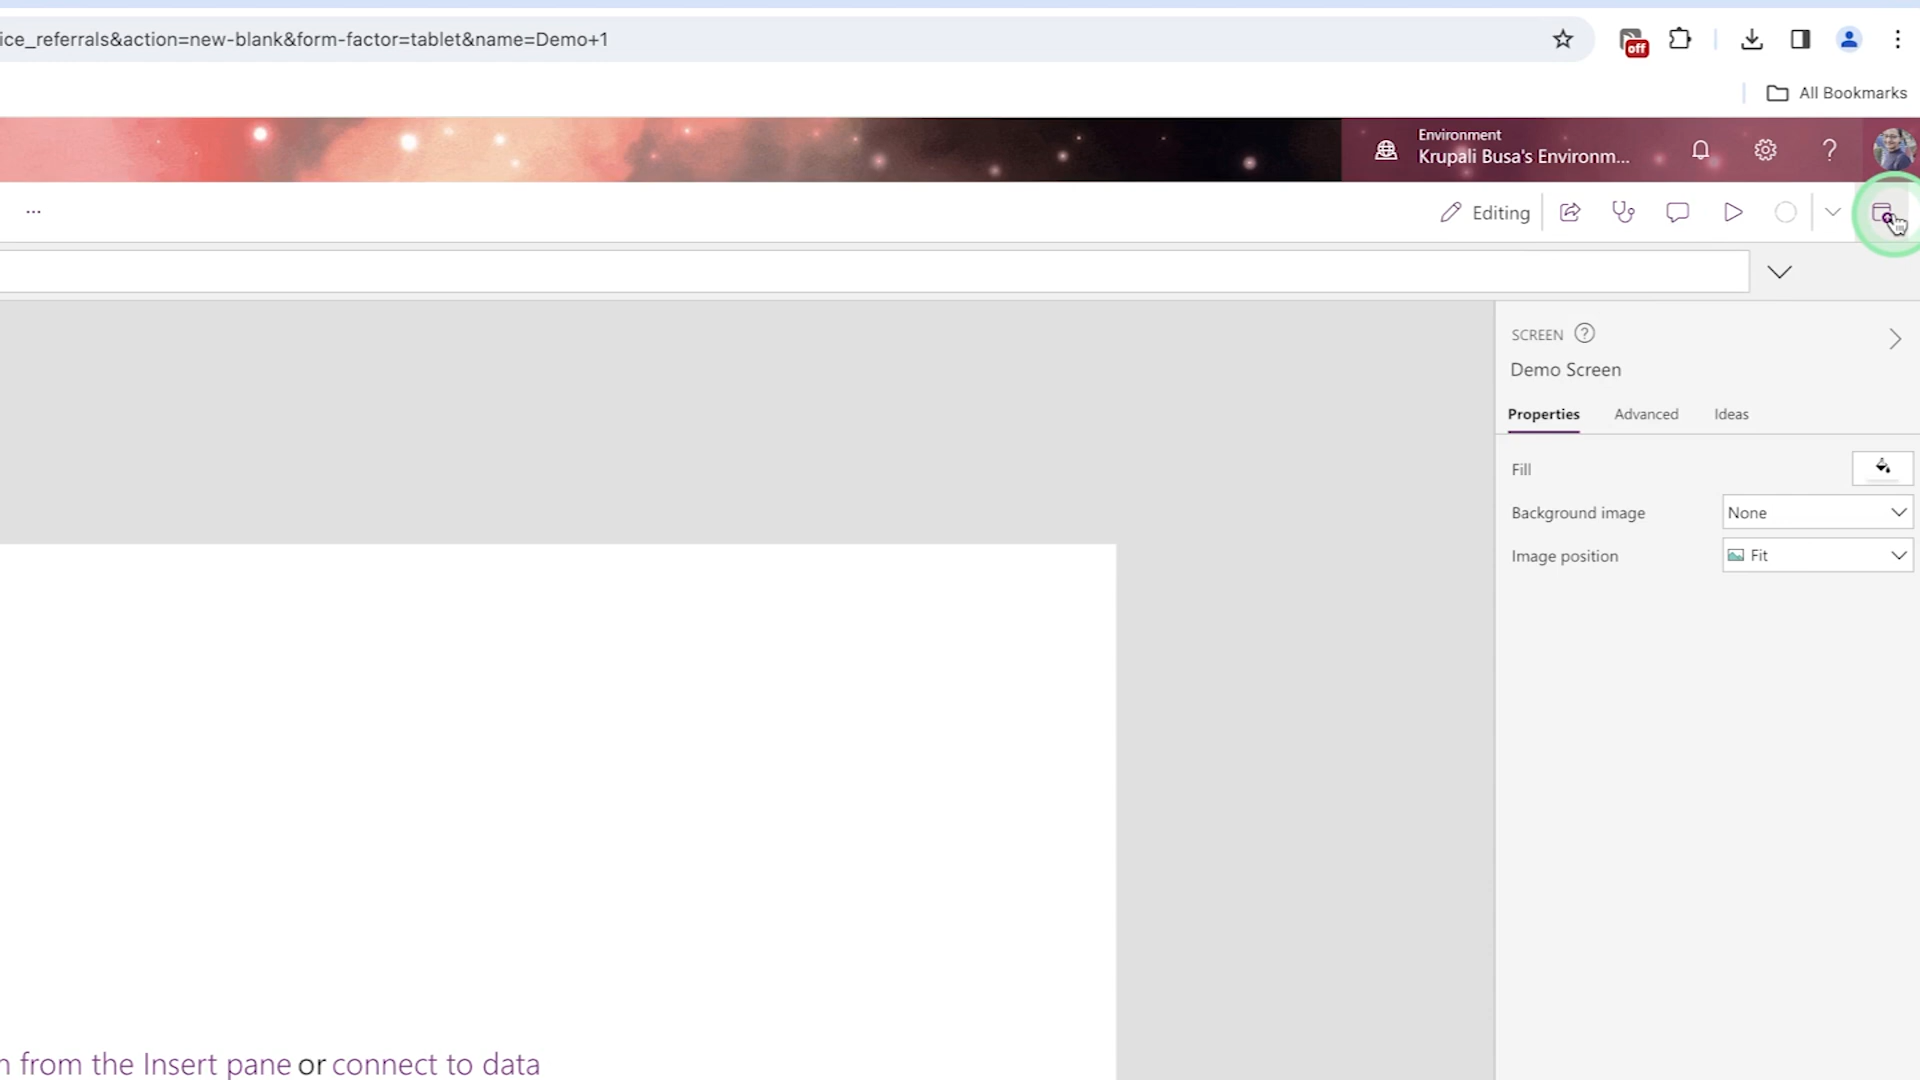 ice_referrals&action=new-blank&form-factor=tablet&name=Demo+1
off
All Bookmarks
Environment
Krupali Busa's Environm...
...
Editing
SCREEN
Demo Screen
Properties Advanced Ideas
Fill
Background image None
Image position Fit
n from the Insert pane or connect to data